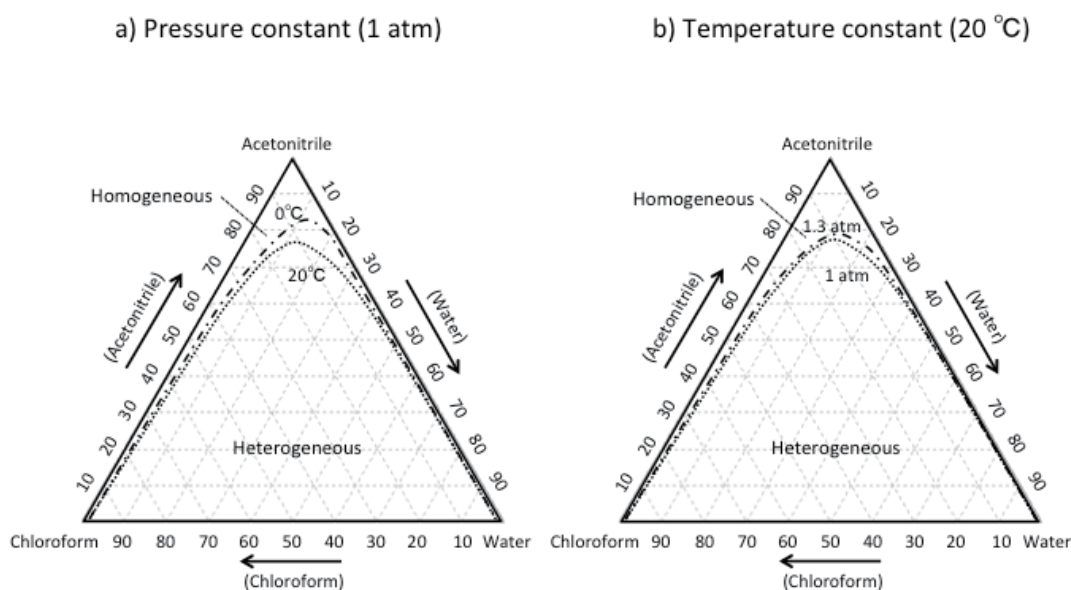 a) Pressure constant (1 atm)
b) Temperature constant (20 ℃)
Acetonitrile
Homogeneous
0℃
20℃
Heterogeneous
(Acetonitrile)
(Water)
(Chloroform)
10
20
30
40
50
60
70
80
90
10
20
30
40
50
60
70
80
90
Chloroform 90 80 70 60 50 40 30 20 10 Water
Acetonitrile
Homogeneous
1.3 atm
1 atm
Heterogeneous
(Acetonitrile)
(Water)
(Chloroform)
10
20
30
40
50
60
70
80
90
10
20
30
40
50
60
70
80
90
Chloroform 90 80 70 60 50 40 30 20 10 Water